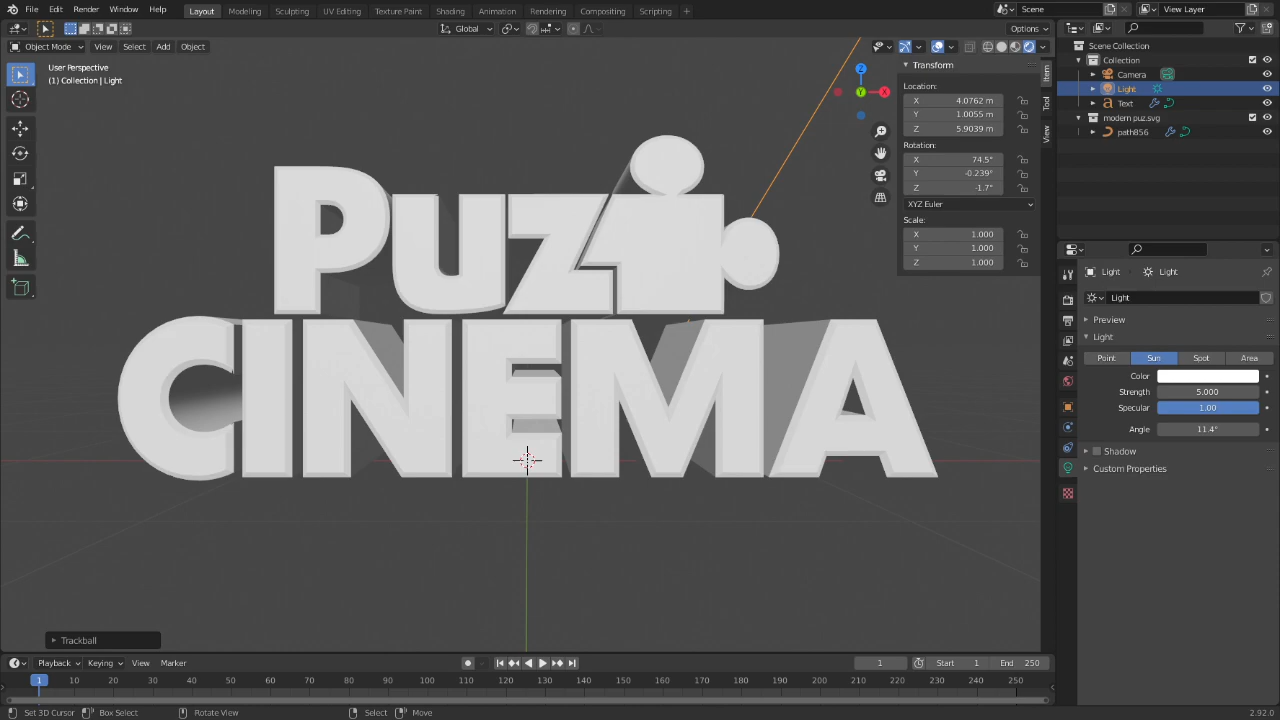 File Edit Render Window Help
Layout Modeling Sculpting UV Editing Texture Paint Shading Animation Rendering Compositing Scripting +
Scene View Layer
Global Options
Object Mode View Select Add Object
User Perspective
(1) Collection | Light
Puz
CINEMA
Z
Y
X
Transform
Location:
X 4.0762 m
Y 1.0055 m
Z 5.9039 m
Rotation:
X 74.5°
Y -0.239°
Z -1.7°
XYZ Euler
Scale:
X 1.000
Y 1.000
Z 1.000
Item
Tool
View
Scene Collection
Collection
Camera
Light
Text
modern puz.svg
path856
Light Light
Light
Preview
Light
Point Sun Spot Area
Color
Strength 5.000
Specular 1.00
Angle 11.4°
Shadow
Custom Properties
Trackball
Playback Keying View Marker 1 Start 1 End 250
1 10 20 30 40 50 60 70 80 90 100 110 120 130 140 150 160 170 180 190 200 210 220 230 240 250
Set 3D Cursor Box Select Rotate View Select Move 2.92.0